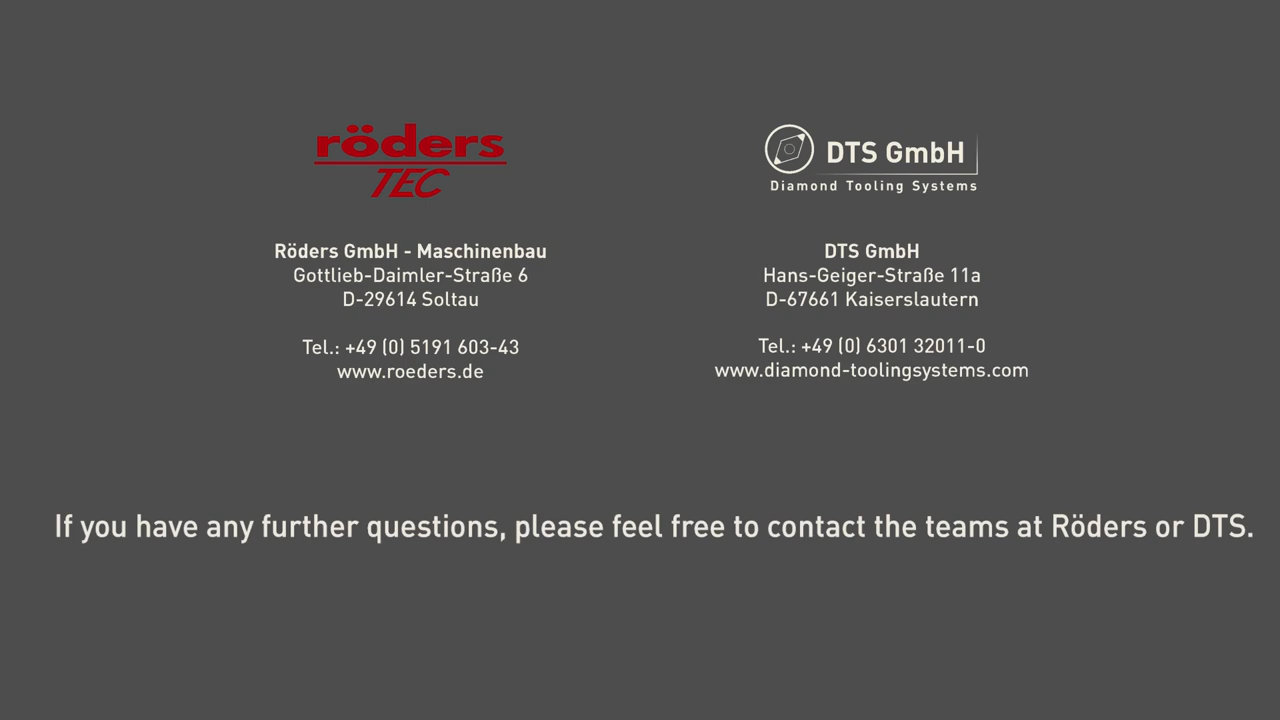 röders
TEC
Röders GmbH - Maschinenbau
Gottlieb-Daimler-Straße 6
D-29614 Soltau
Tel.: +49 (0) 5191 603-43
www.roeders.de
DTS GmbH
Diamond Tooling Systems
DTS GmbH
Hans-Geiger-Straße 11a
D-67661 Kaiserslautern
Tel.: +49 (0) 6301 32011-0
www.diamond-toolingsystems.com
If you have any further questions, please feel free to contact the teams at Röders or DTS.